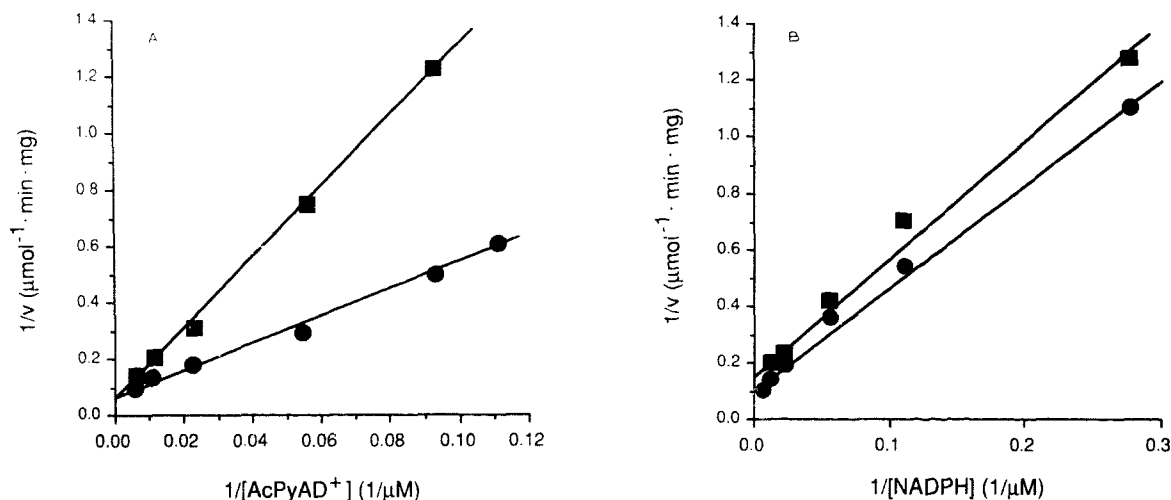 A
1.4
1.2
1.0
0.8
0.6
0.4
0.2
0.0
1/v (μmol⁻¹ · min · mg)
0.00 0.02 0.04 0.06 0.08 0.10 0.12
1/[AcPyAD⁺] (1/μM)
B
1.4
1.2
1.0
0.8
0.6
0.4
0.2
0.0
1/v (μmol⁻¹ · min · mg)
0.0 0.1 0.2 0.3
1/[NADPH] (1/μM)